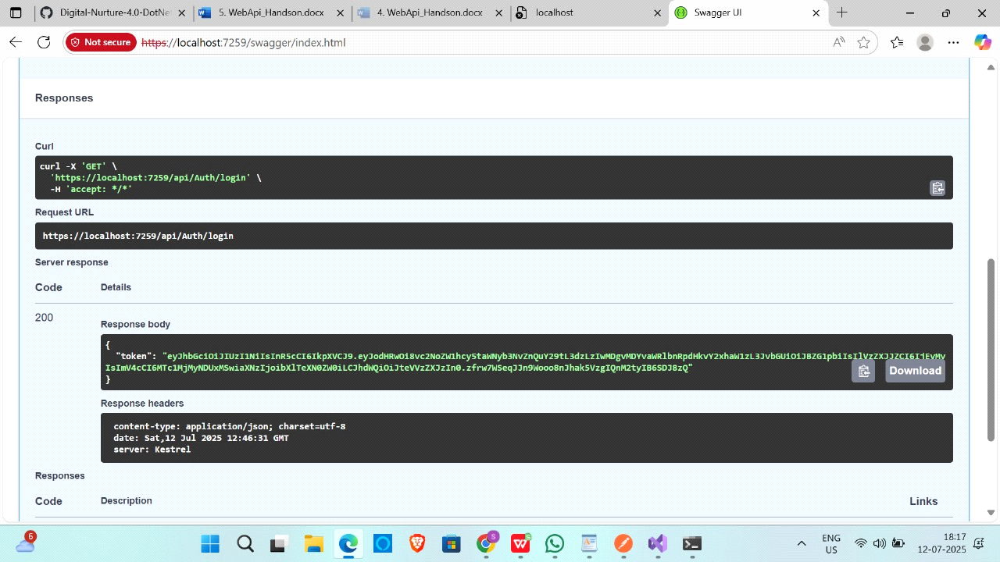 Digital-Nurture-4.0-DotNe
5. WebApi_Handson.docx
4. WebApi_Handson.docx
localhost
Swagger UI
Not secure
https://localhost:7259/swagger/index.html
Responses
Curl
curl -X 'GET' \
'https://localhost:7259/api/Auth/login' \
-H 'accept: */*'
Request URL
https://localhost:7259/api/Auth/login
Server response
Code Details
200
Response body
{
"token":
}
Download
Response headers
content-type: application/json; charset=utf-8
date: Sat,12 Jul 2025 12:46:31 GMT
server: Kestrel
Responses
Code Description Links
6
ENG
US
18:17
12-07-2025